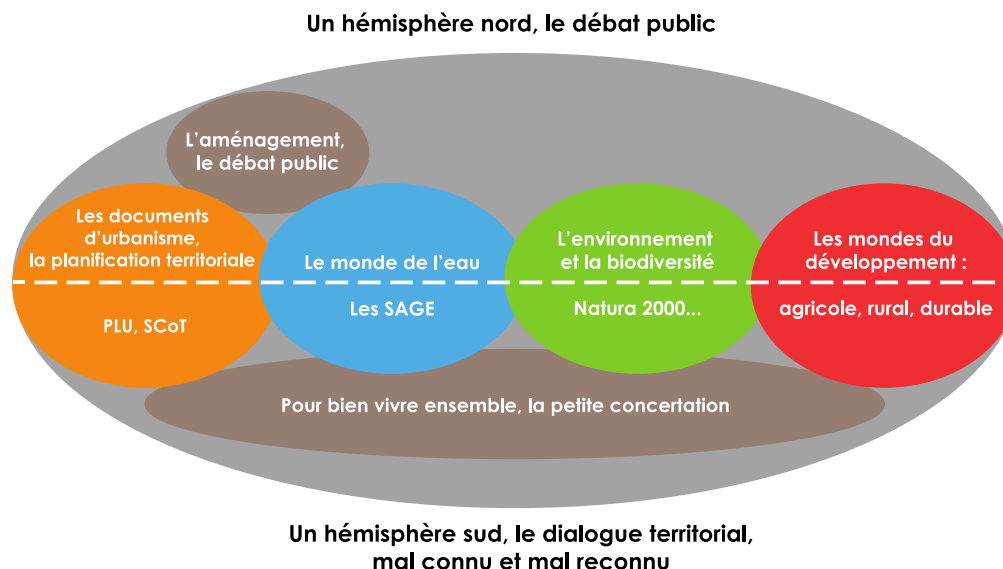 Un hémisphère nord, le débat public
L'aménagement,
le débat public
Les documents
d'urbanisme,
la planification territoriale
PLU, SCoT
Le monde de l'eau
Les SAGE
L'environnement
et la biodiversité
Natura 2000...
Les mondes du
développement :
agricole, rural, durable
Pour bien vivre ensemble, la petite concertation
Un hémisphère sud, le dialogue territorial,
mal connu et mal reconnu